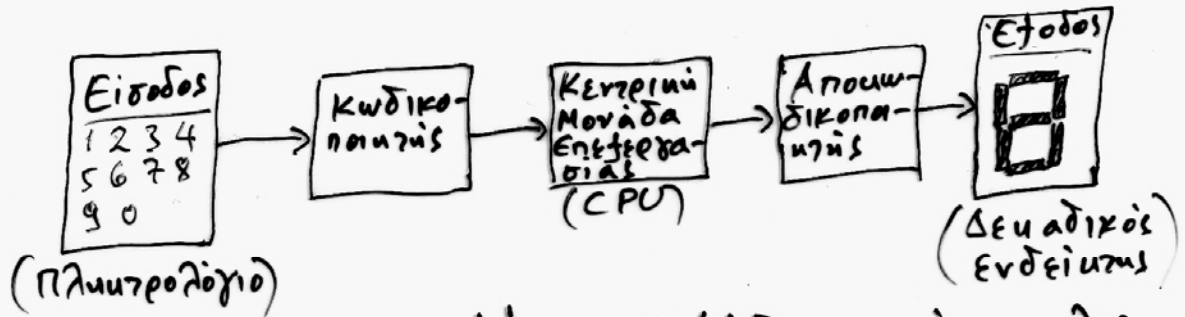 Είσοδος
1 2 3 4
5 6 7 8
9 0
(Πληκτρολόγιο)
Κωδικο-
ποιητής
Κεντρική
Μονάδα
Επεξεργα-
σίας
(CPU)
Αποκω-
δικοποι-
ητής
Έξοδος
8
(Δεκαδικός
ενδείκτης)